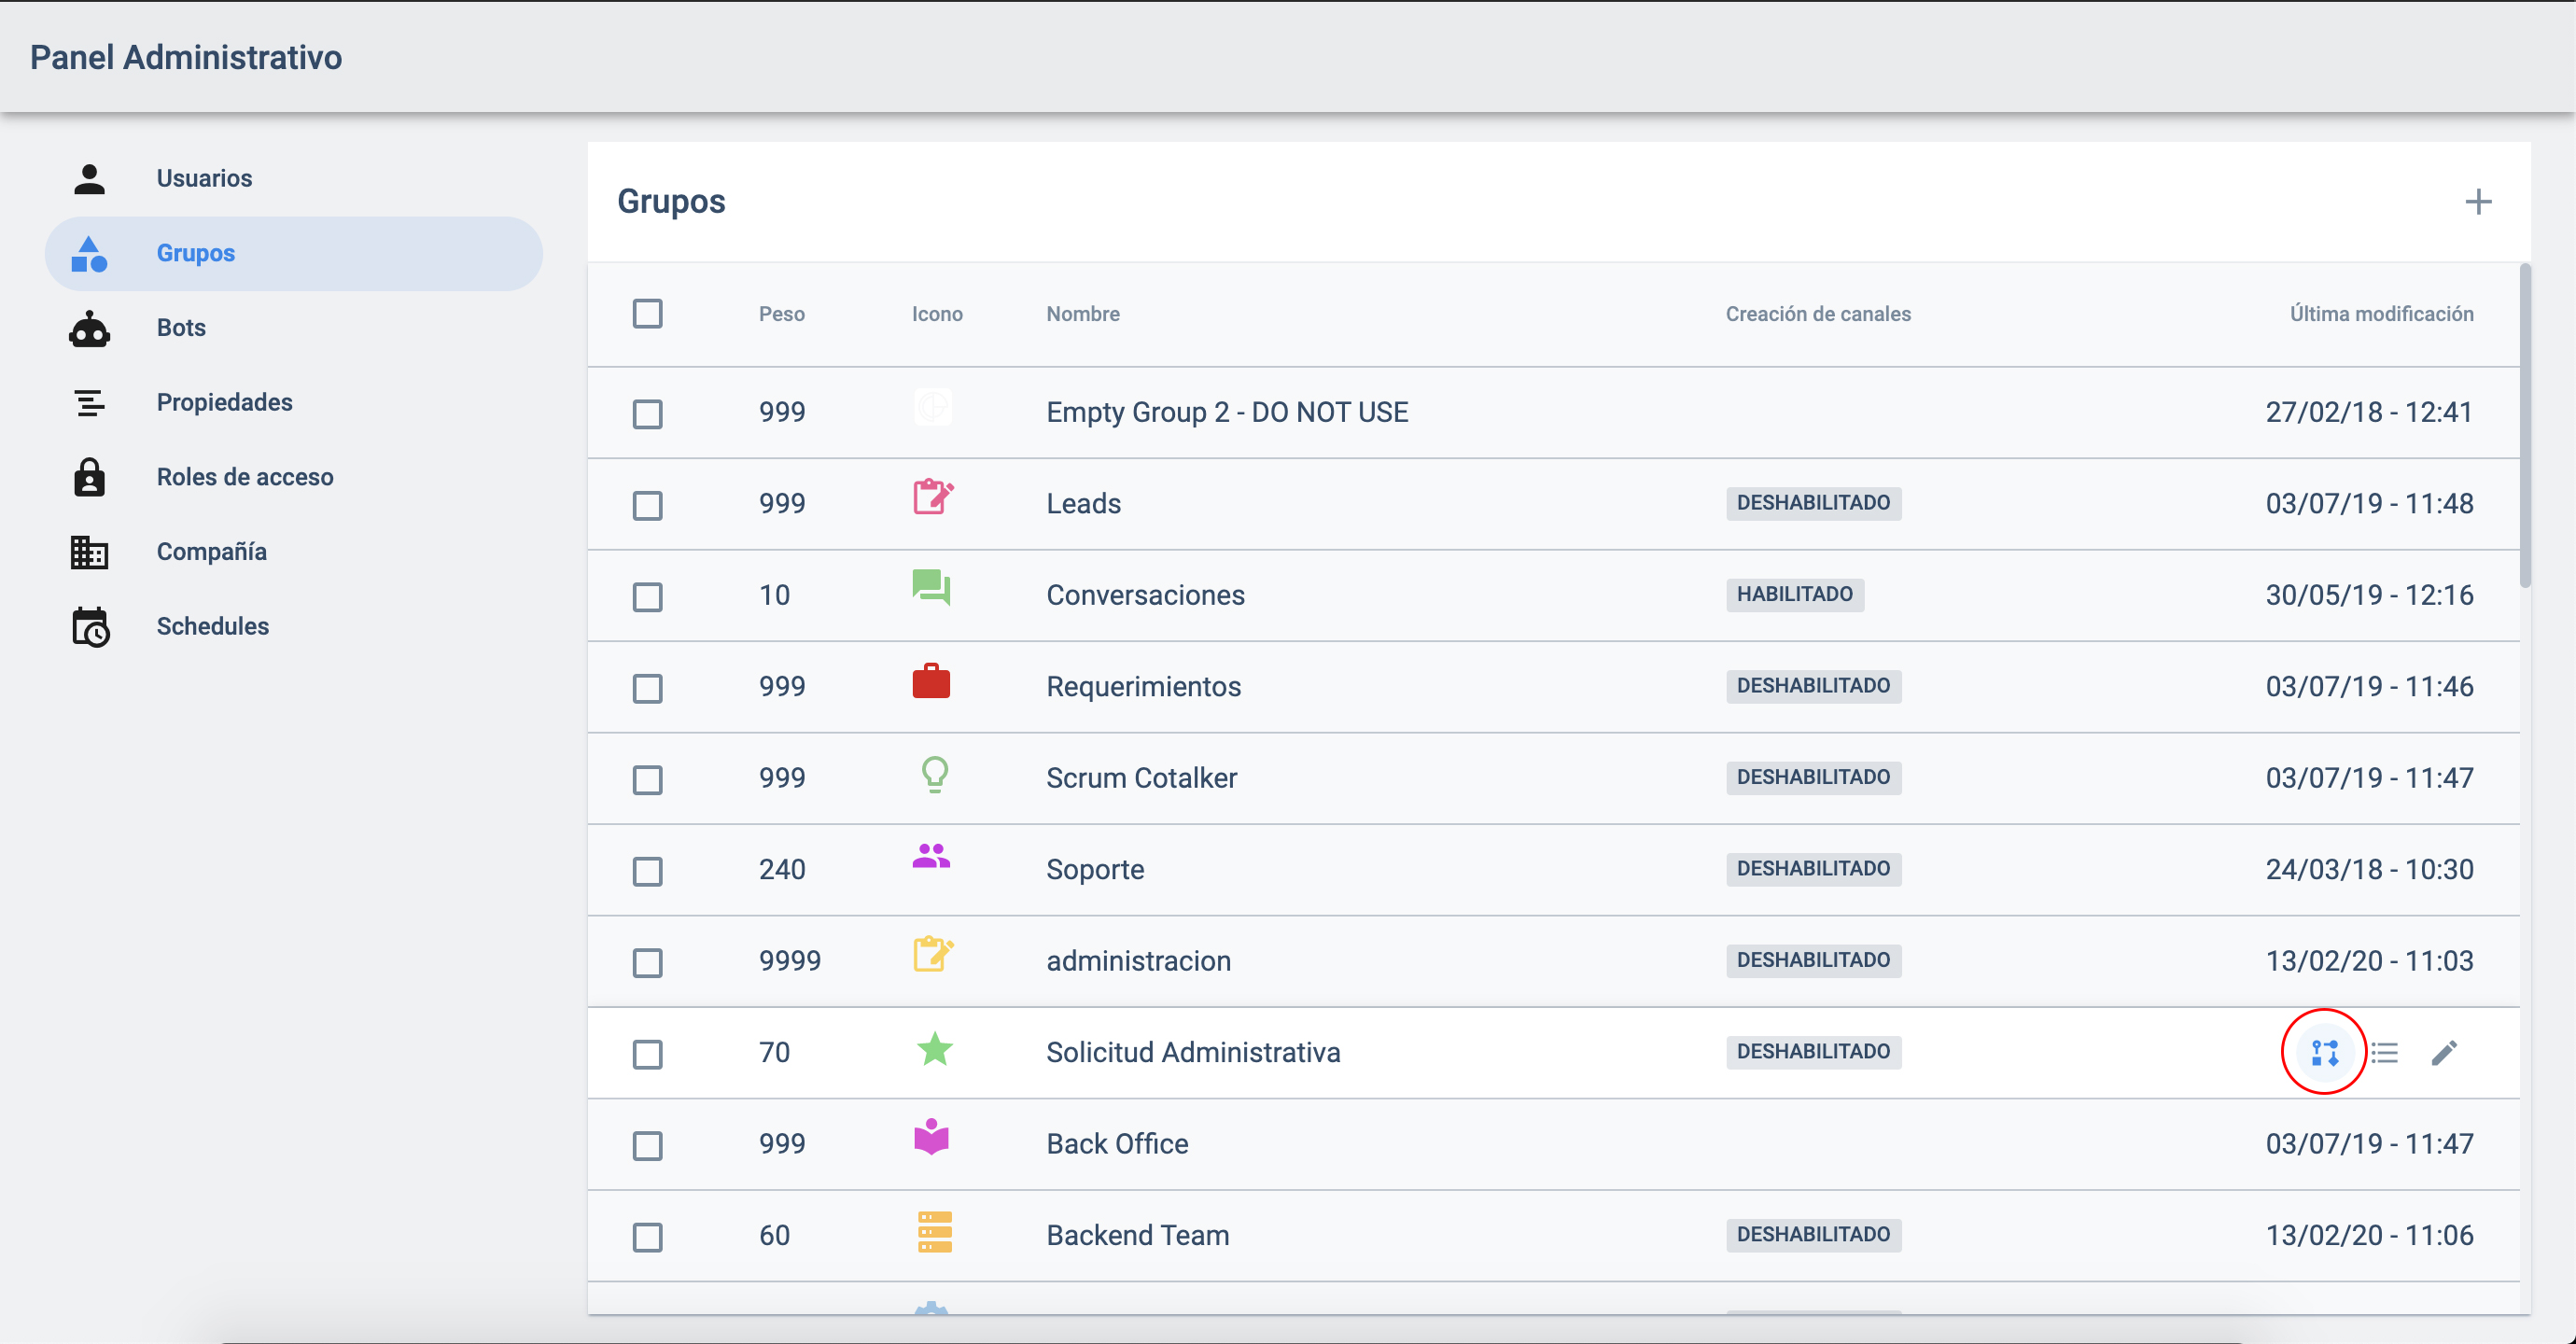 Panel Administrativo
Usuarios
Grupos
Bots
Propiedades
Roles de acceso
Compañía
Schedules
Grupos
Peso Icono Nombre Creación de canales Última modificación
999 Empty Group 2 - DO NOT USE 27/02/18 - 12:41
999 Leads DESHABILITADO 03/07/19 - 11:48
10 Conversaciones HABILITADO 30/05/19 - 12:16
999 Requerimientos DESHABILITADO 03/07/19 - 11:46
999 Scrum Cotalker DESHABILITADO 03/07/19 - 11:47
240 Soporte DESHABILITADO 24/03/18 - 10:30
9999 administracion DESHABILITADO 13/02/20 - 11:03
70 Solicitud Administrativa DESHABILITADO
999 Back Office 03/07/19 - 11:47
60 Backend Team DESHABILITADO 13/02/20 - 11:06